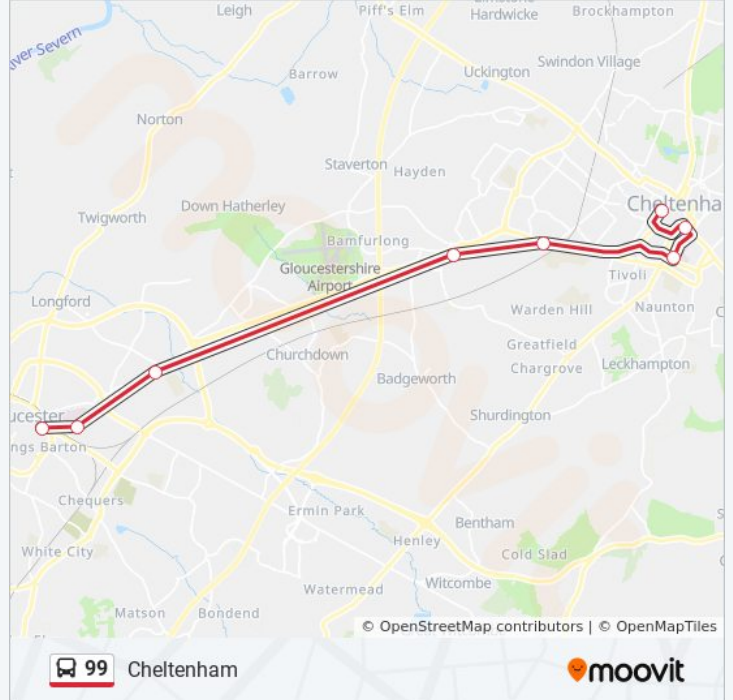 Leigh
Piff's Elm
Hardwicke
Brockhampton
ver Severn
Swindon Village
Uckington
Barrow
Norton
Staverton
Hayden
Down Hatherley
Cheltenha
Twigworth
Bamfurlong
Gloucestershire
Airport
Tivoli
Longford
Warden Hill
Naunton
Greatfield
Churchdown
Chargrove
Leckhampton
Badgeworth
ucester
Shurdington
ngs Barton
Chequers
Ermin Park
Bentham
Henley
White City
Cold Slad
Witcombe
Watermead
Matson
Bondend
© OpenStreetMap contributors | © OpenMapTiles
99 Cheltenham
moovit